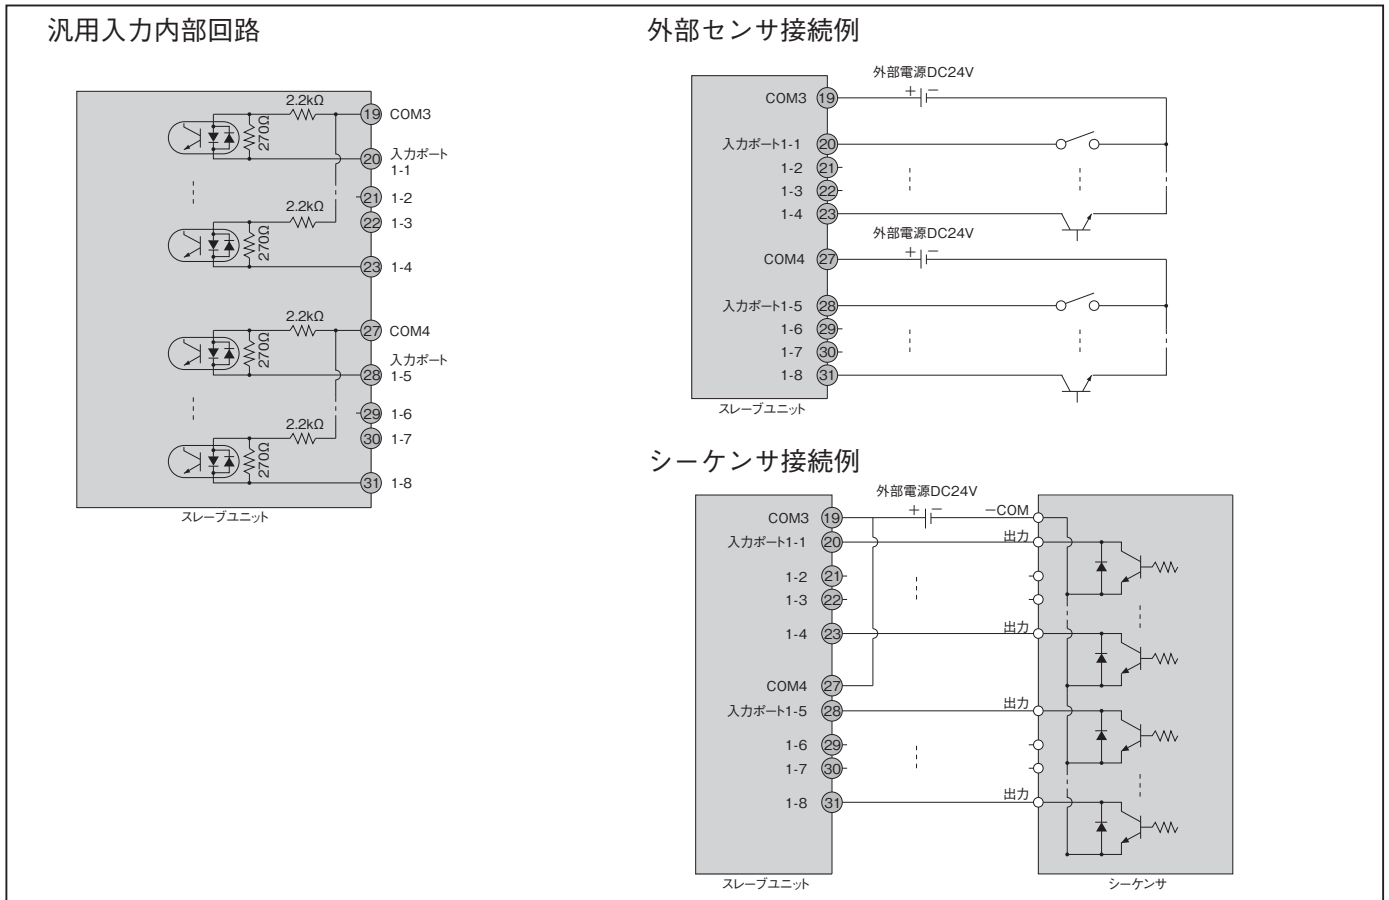 汎用入力内部回路
2.2kΩ
270Ω
19 COM3
20 入力ポート
1-1
21 1-2
2.2kΩ
270Ω
22 1-3
23 1-4
2.2kΩ
270Ω
27 COM4
入力ポート
28 1-5
29 1-6
2.2kΩ
270Ω
30 1-7
31 1-8
スレーブユニット
外部センサ接続例
外部電源DC24V
COM3 19 + −
入力ポート1-1 20
1-2 21
1-3 22
1-4 23
外部電源DC24V
COM4 27 + −
入力ポート1-5 28
1-6 29
1-7 30
1-8 31
スレーブユニット
シーケンサ接続例
外部電源DC24V
COM3 19 + − −COM
入力ポート1-1 20 出力
1-2 21
1-3 22
1-4 23 出力
COM4 27
入力ポート1-5 28 出力
1-6 29
1-7 30
1-8 31 出力
スレーブユニット シーケンサ